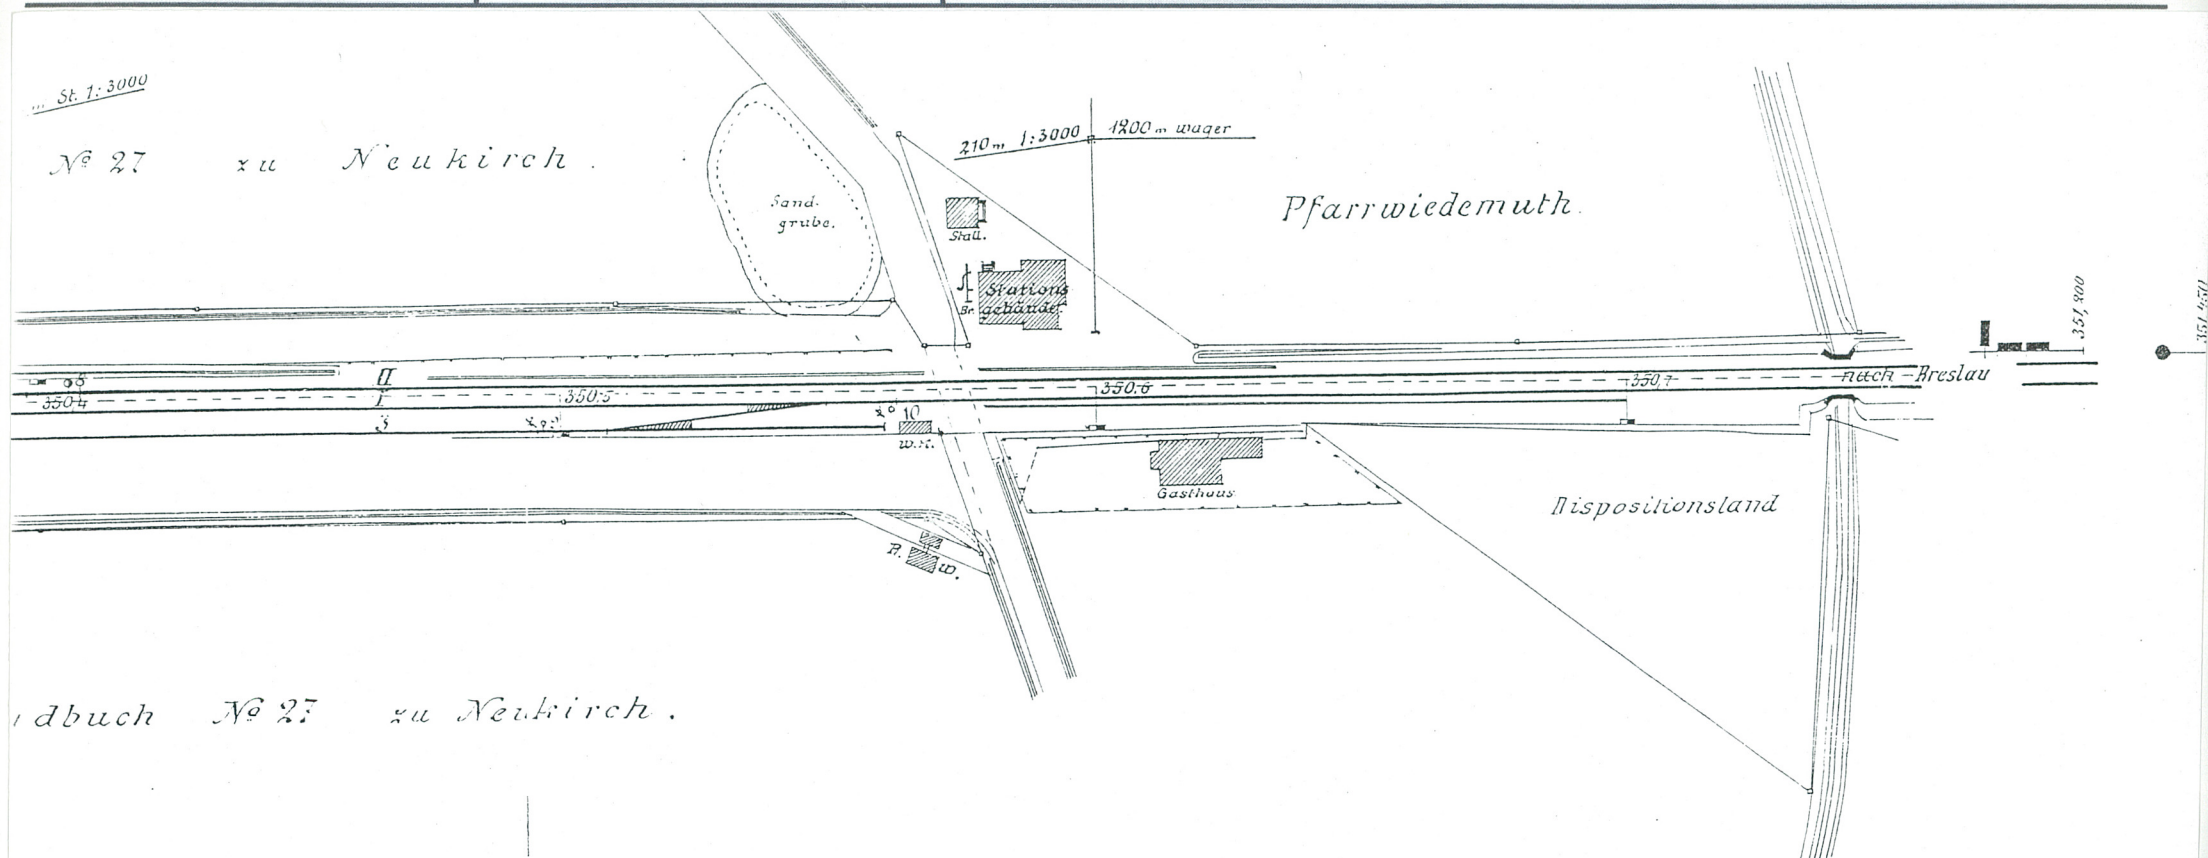 St. 1:3000
No 27 zu Neukirch.
210 m 1:3000
1200 m wager
Sand-
grube.
Stall.
Pfarrwiedemuth.
Stations
gebäude.
Br.
351,200
II
I
3
350.4
350.5
350.6
350.7
nach Breslau
10
W.H.
Gasthaus
Dispositionsland
W.
dbuch No 27 zu Neukirch.